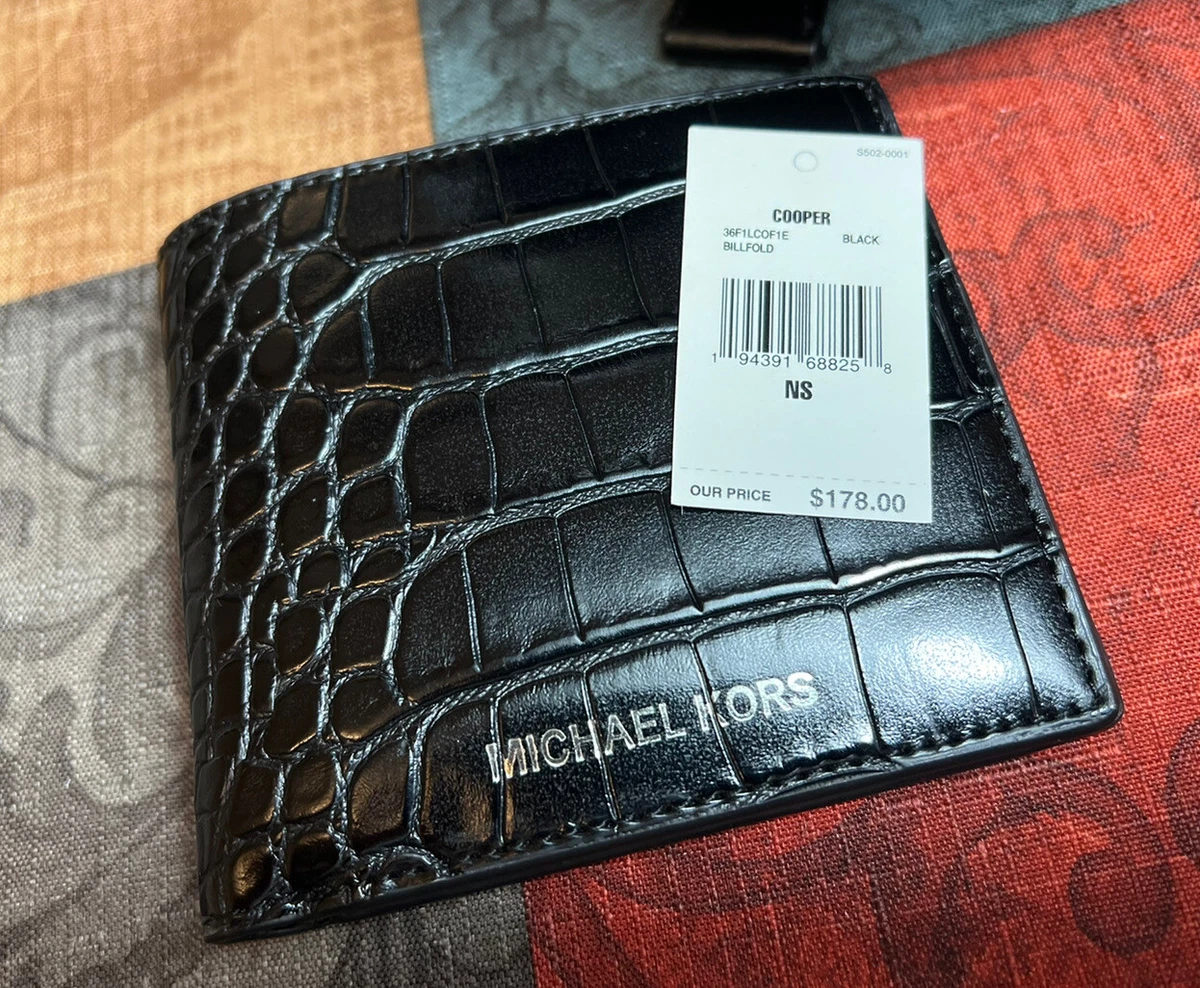 S502-0001
COOPER
36F1LCOF1E BLACK
BILLFOLD
1 94391 68825 8
NS
OUR PRICE $178.00
MICHAEL KORS